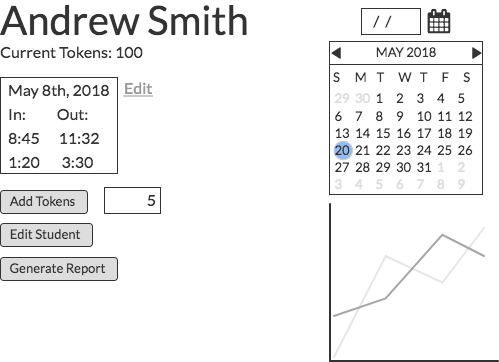 Andrew Smith
Current Tokens: 100
May 8th, 2018 Edit
In: Out:
8:45 11:32
1:20 3:30
Add Tokens 5
Edit Student
Generate Report
/ /
MAY 2018
S M T W T F S
29 30 1 2 3 4 5
6 7 8 9 10 11 12
13 14 15 16 17 18 19
20 21 22 23 24 25 26
27 28 29 30 31 1 2
3 4 5 6 7 8 9